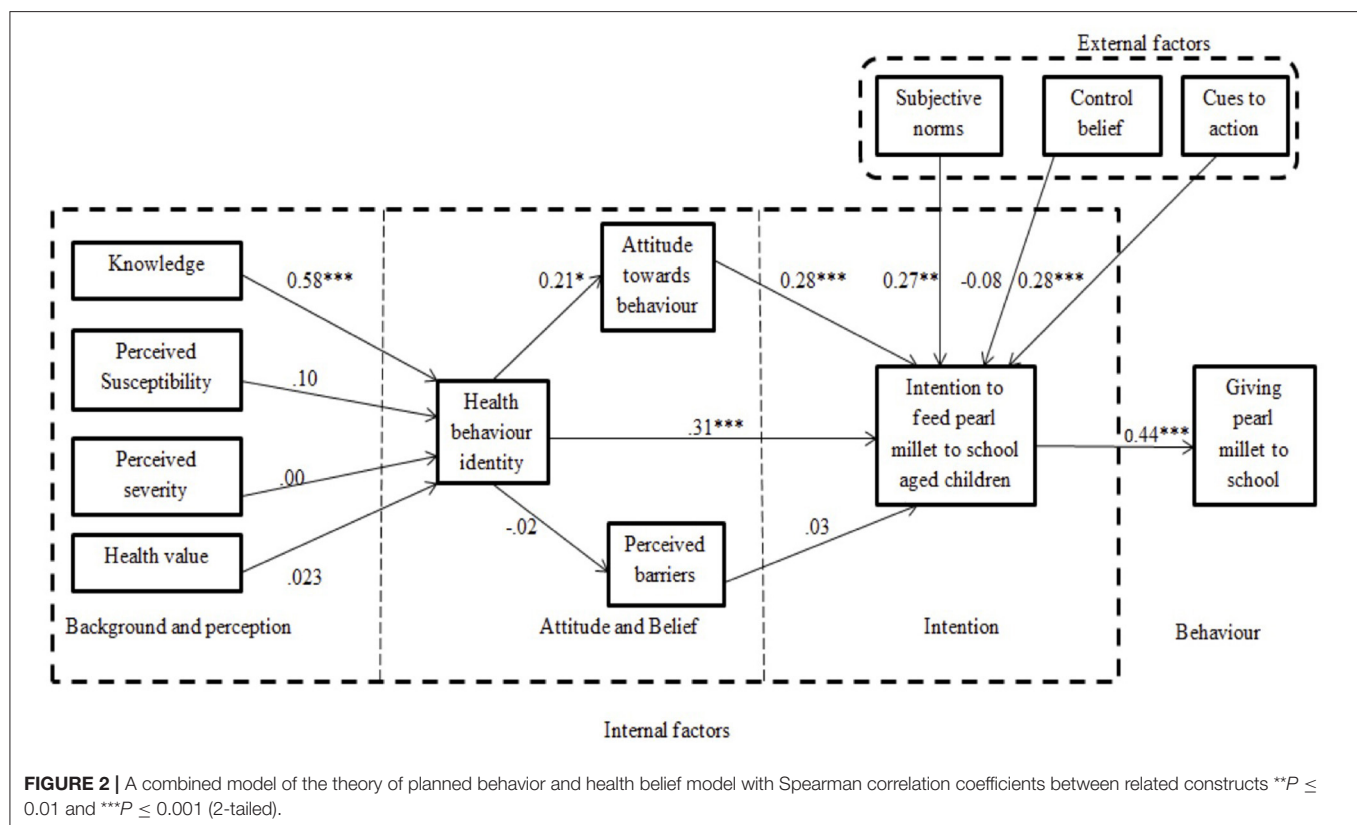 External factors
Subjective
norms
Control
belief
Cues to
action
Knowledge
0.58***
Perceived
Susceptibility
.10
Perceived
severity
.00
Health value
.023
Background and perception
Attitude
towards
behaviour
0.21*
Health
behaviour
identity
-.02
Perceived
barriers
Attitude and Belief
0.28***
0.27**
-0.08
0.28***
.31***
.03
Intention to
feed pearl
millet to school
aged children
Intention
0.44***
Giving
pearl
millet to
school
Behaviour
Internal factors
FIGURE 2 | A combined model of the theory of planned behavior and health belief model with Spearman correlation coefficients between related constructs **P ≤
0.01 and ***P ≤ 0.001 (2-tailed).